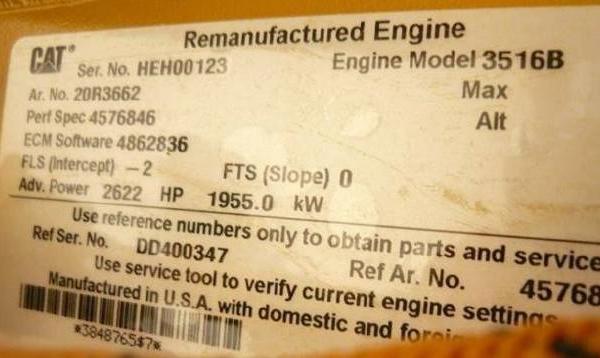 Remanufactured Engine
CAT® Ser. No. HEH00123 Engine Model 3516B
Ar. No. 20R3662 Max
Perf Spec 4576846 Alt
ECM Software 4862836
FLS (Intercept) -2 FTS (Slope) 0
Adv. Power 2622 HP 1955.0 kW
Use reference numbers only to obtain parts and service
Ref Ser. No. DD400347 Ref Ar. No. 45768
Use service tool to verify current engine settings
Manufactured in U.S.A. with domestic and foreign
*3848765$7*